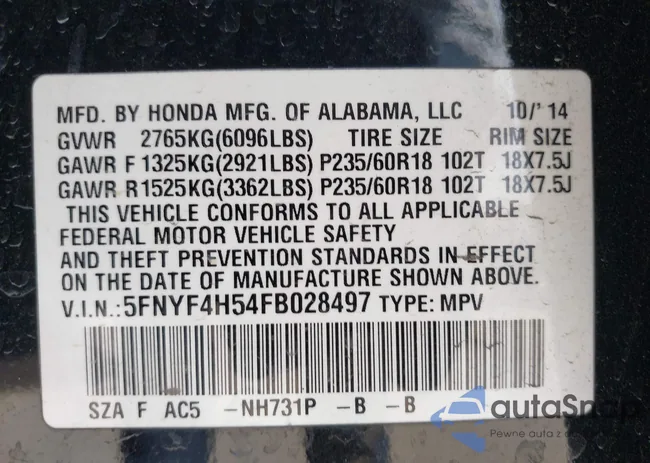 MFD. BY HONDA MFG. OF ALABAMA, LLC 10/'14
GVWR 2765KG(6096LBS) TIRE SIZE RIM SIZE
GAWR F 1325KG(2921LBS) P235/60R18 102T 18X7.5J
GAWR R 1525KG(3362LBS) P235/60R18 102T 18X7.5J
THIS VEHICLE CONFORMS TO ALL APPLICABLE
FEDERAL MOTOR VEHICLE SAFETY
AND THEFT PREVENTION STANDARDS IN EFFECT
ON THE DATE OF MANUFACTURE SHOWN ABOVE.
V.I.N.:5FNYF4H54FB028497 TYPE: MPV
SZA F AC5 -NH731P -B -B
autoSnap
Pewne auta z